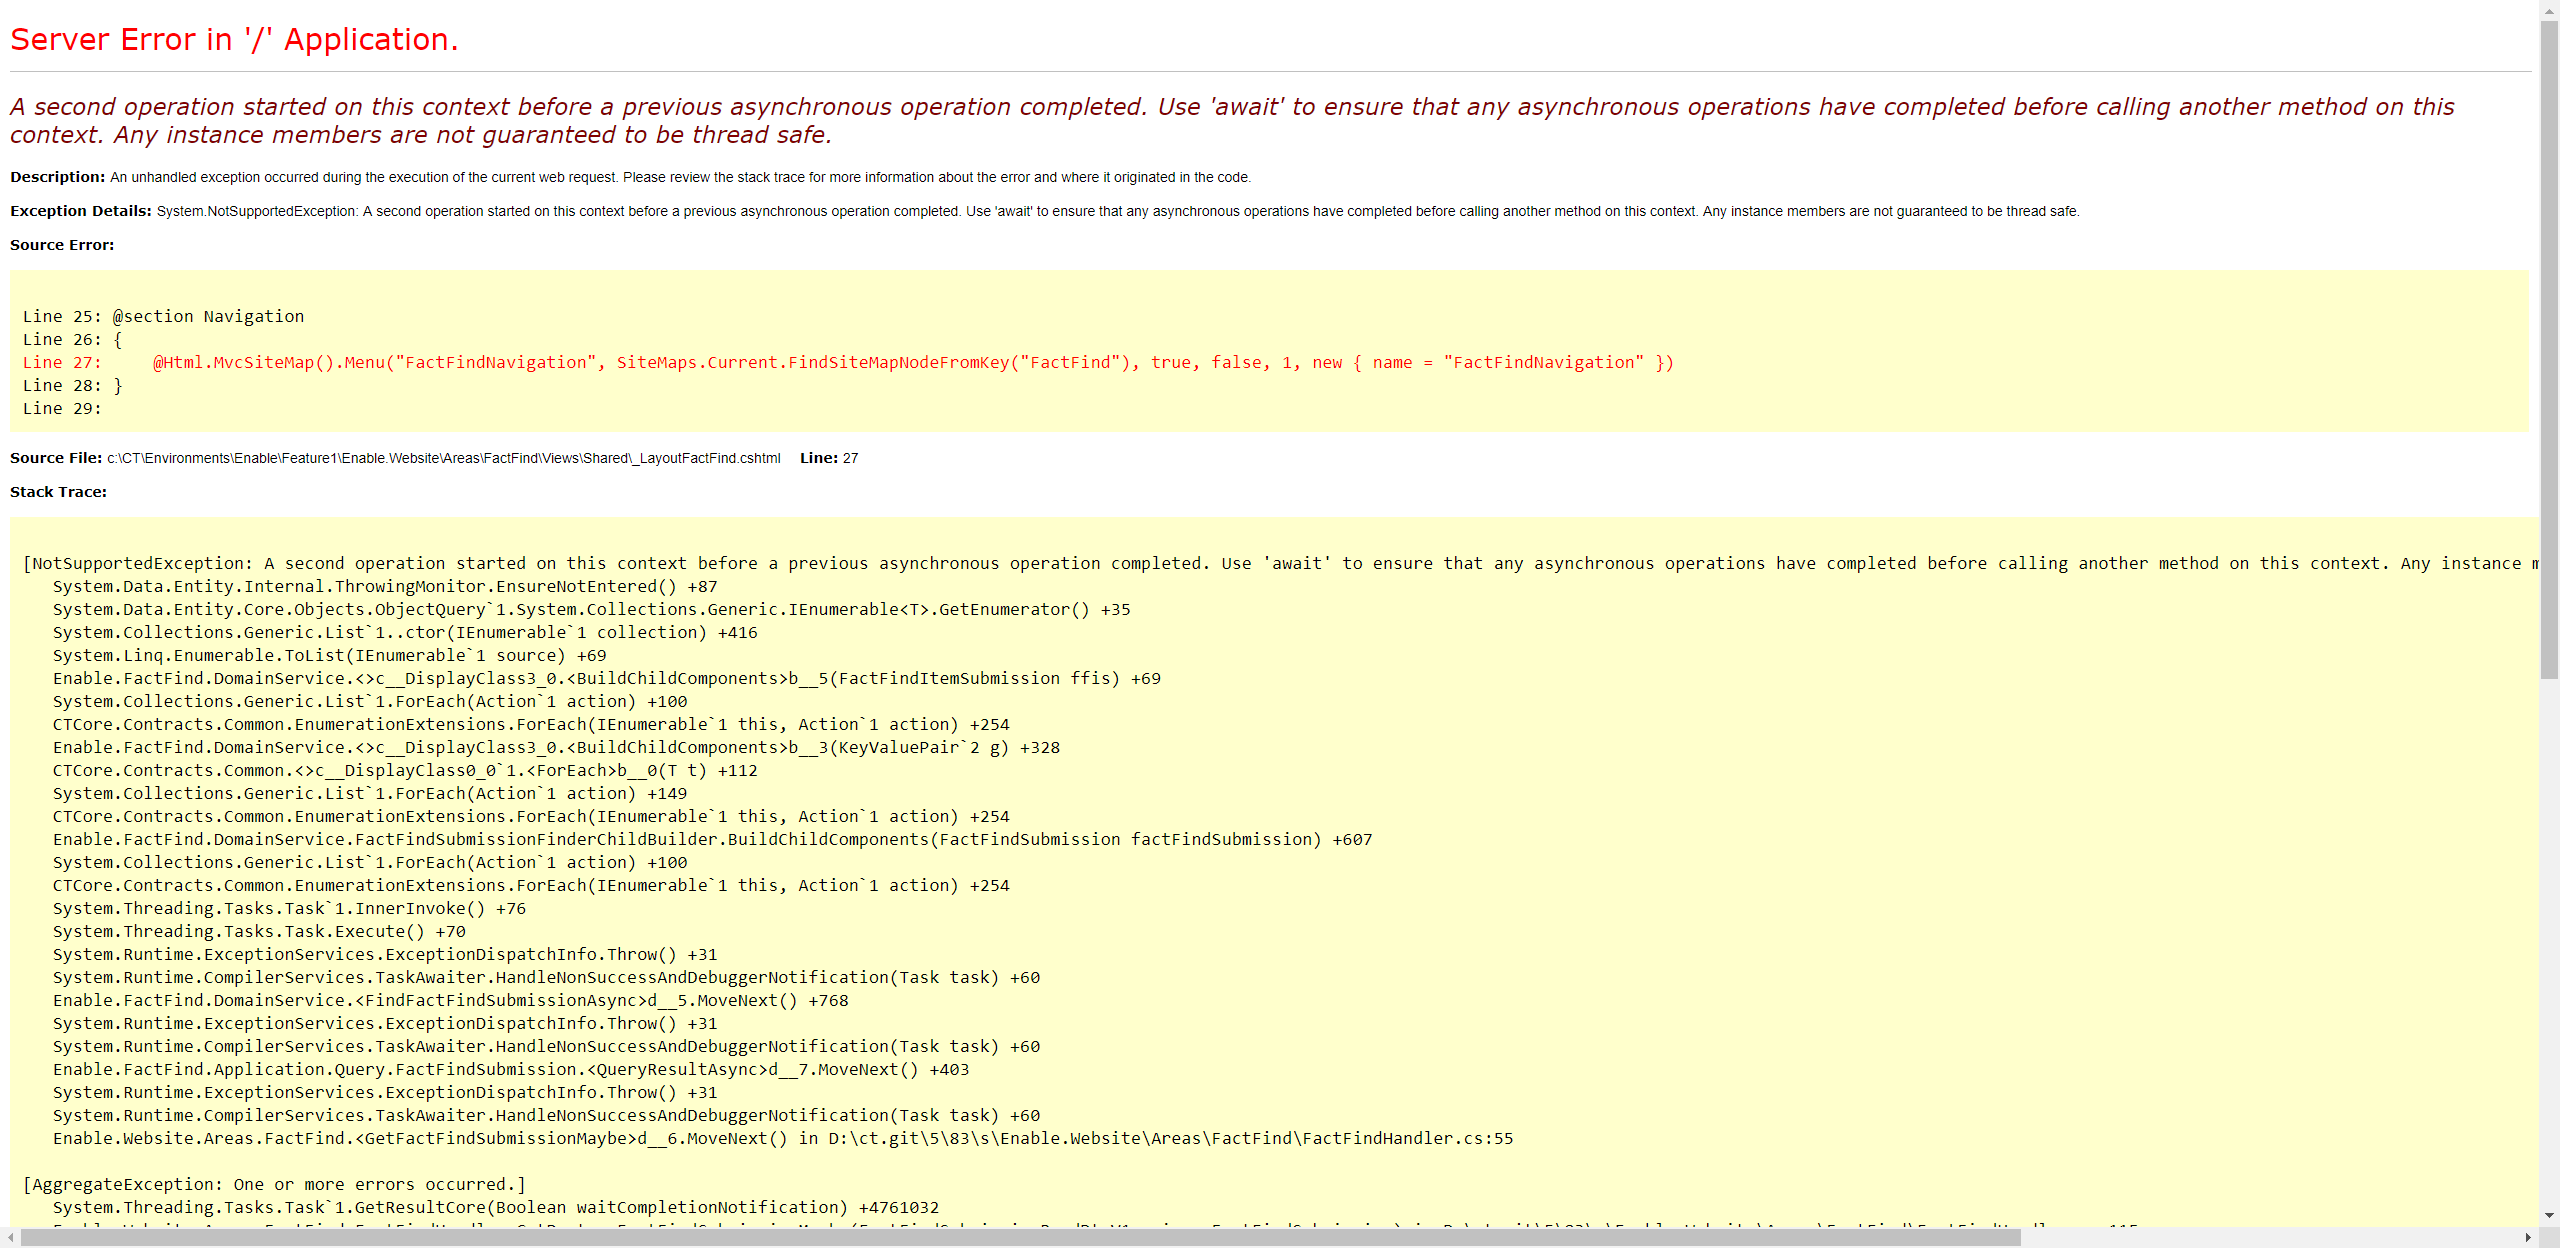 Server Error in '/' Application.
A second operation started on this context before a previous asynchronous operation completed. Use 'await' to ensure that any asynchronous operations have completed before calling another method on this
context. Any instance members are not guaranteed to be thread safe.
Description: An unhandled exception occurred during the execution of the current web request. Please review the stack trace for more information about the error and where it originated in the code.
Exception Details: System.NotSupportedException: A second operation started on this context before a previous asynchronous operation completed. Use 'await' to ensure that any asynchronous operations have completed before calling another method on this context. Any instance members are not guaranteed to be thread safe.
Source Error:
Line 25: @section Navigation
Line 26: {
Line 27:     @Html.MvcSiteMap().Menu("FactFindNavigation", SiteMaps.Current.FindSiteMapNodeFromKey("FactFind"), true, false, 1, new { name = "FactFindNavigation" })
Line 28: }
Line 29:
Source File: c:\CT\Environments\Enable\Feature1\Enable.Website\Areas\FactFind\Views\Shared\_LayoutFactFind.cshtml    Line: 27
Stack Trace:
[NotSupportedException: A second operation started on this context before a previous asynchronous operation completed. Use 'await' to ensure that any asynchronous operations have completed before calling another method on this context. Any instance
   System.Data.Entity.Internal.ThrowingMonitor.EnsureNotEntered() +87
   System.Data.Entity.Core.Objects.ObjectQuery`1.System.Collections.Generic.IEnumerable<T>.GetEnumerator() +35
   System.Collections.Generic.List`1..ctor(IEnumerable`1 collection) +416
   System.Linq.Enumerable.ToList(IEnumerable`1 source) +69
   Enable.FactFind.DomainService.<>c__DisplayClass3_0.<BuildChildComponents>b__5(FactFindItemSubmission ffis) +69
   System.Collections.Generic.List`1.ForEach(Action`1 action) +100
   CTCore.Contracts.Common.EnumerationExtensions.ForEach(IEnumerable`1 this, Action`1 action) +254
   Enable.FactFind.DomainService.<>c__DisplayClass3_0.<BuildChildComponents>b__3(KeyValuePair`2 g) +328
   CTCore.Contracts.Common.<>c__DisplayClass0_0`1.<ForEach>b__0(T t) +112
   System.Collections.Generic.List`1.ForEach(Action`1 action) +149
   CTCore.Contracts.Common.EnumerationExtensions.ForEach(IEnumerable`1 this, Action`1 action) +254
   Enable.FactFind.DomainService.FactFindSubmissionFinderChildBuilder.BuildChildComponents(FactFindSubmission factFindSubmission) +607
   System.Collections.Generic.List`1.ForEach(Action`1 action) +100
   CTCore.Contracts.Common.EnumerationExtensions.ForEach(IEnumerable`1 this, Action`1 action) +254
   System.Threading.Tasks.Task`1.InnerInvoke() +76
   System.Threading.Tasks.Task.Execute() +70
   System.Runtime.ExceptionServices.ExceptionDispatchInfo.Throw() +31
   System.Runtime.CompilerServices.TaskAwaiter.HandleNonSuccessAndDebuggerNotification(Task task) +60
   Enable.FactFind.DomainService.<FindFactFindSubmissionAsync>d__5.MoveNext() +768
   System.Runtime.ExceptionServices.ExceptionDispatchInfo.Throw() +31
   System.Runtime.CompilerServices.TaskAwaiter.HandleNonSuccessAndDebuggerNotification(Task task) +60
   Enable.FactFind.Application.Query.FactFindSubmission.<QueryResultAsync>d__7.MoveNext() +403
   System.Runtime.ExceptionServices.ExceptionDispatchInfo.Throw() +31
   System.Runtime.CompilerServices.TaskAwaiter.HandleNonSuccessAndDebuggerNotification(Task task) +60
   Enable.Website.Areas.FactFind.<GetFactFindSubmissionMaybe>d__6.MoveNext() in D:\ct.git\5\83\s\Enable.Website\Areas\FactFind\FactFindHandler.cs:55
[AggregateException: One or more errors occurred.]
   System.Threading.Tasks.Task`1.GetResultCore(Boolean waitCompletionNotification) +4761032